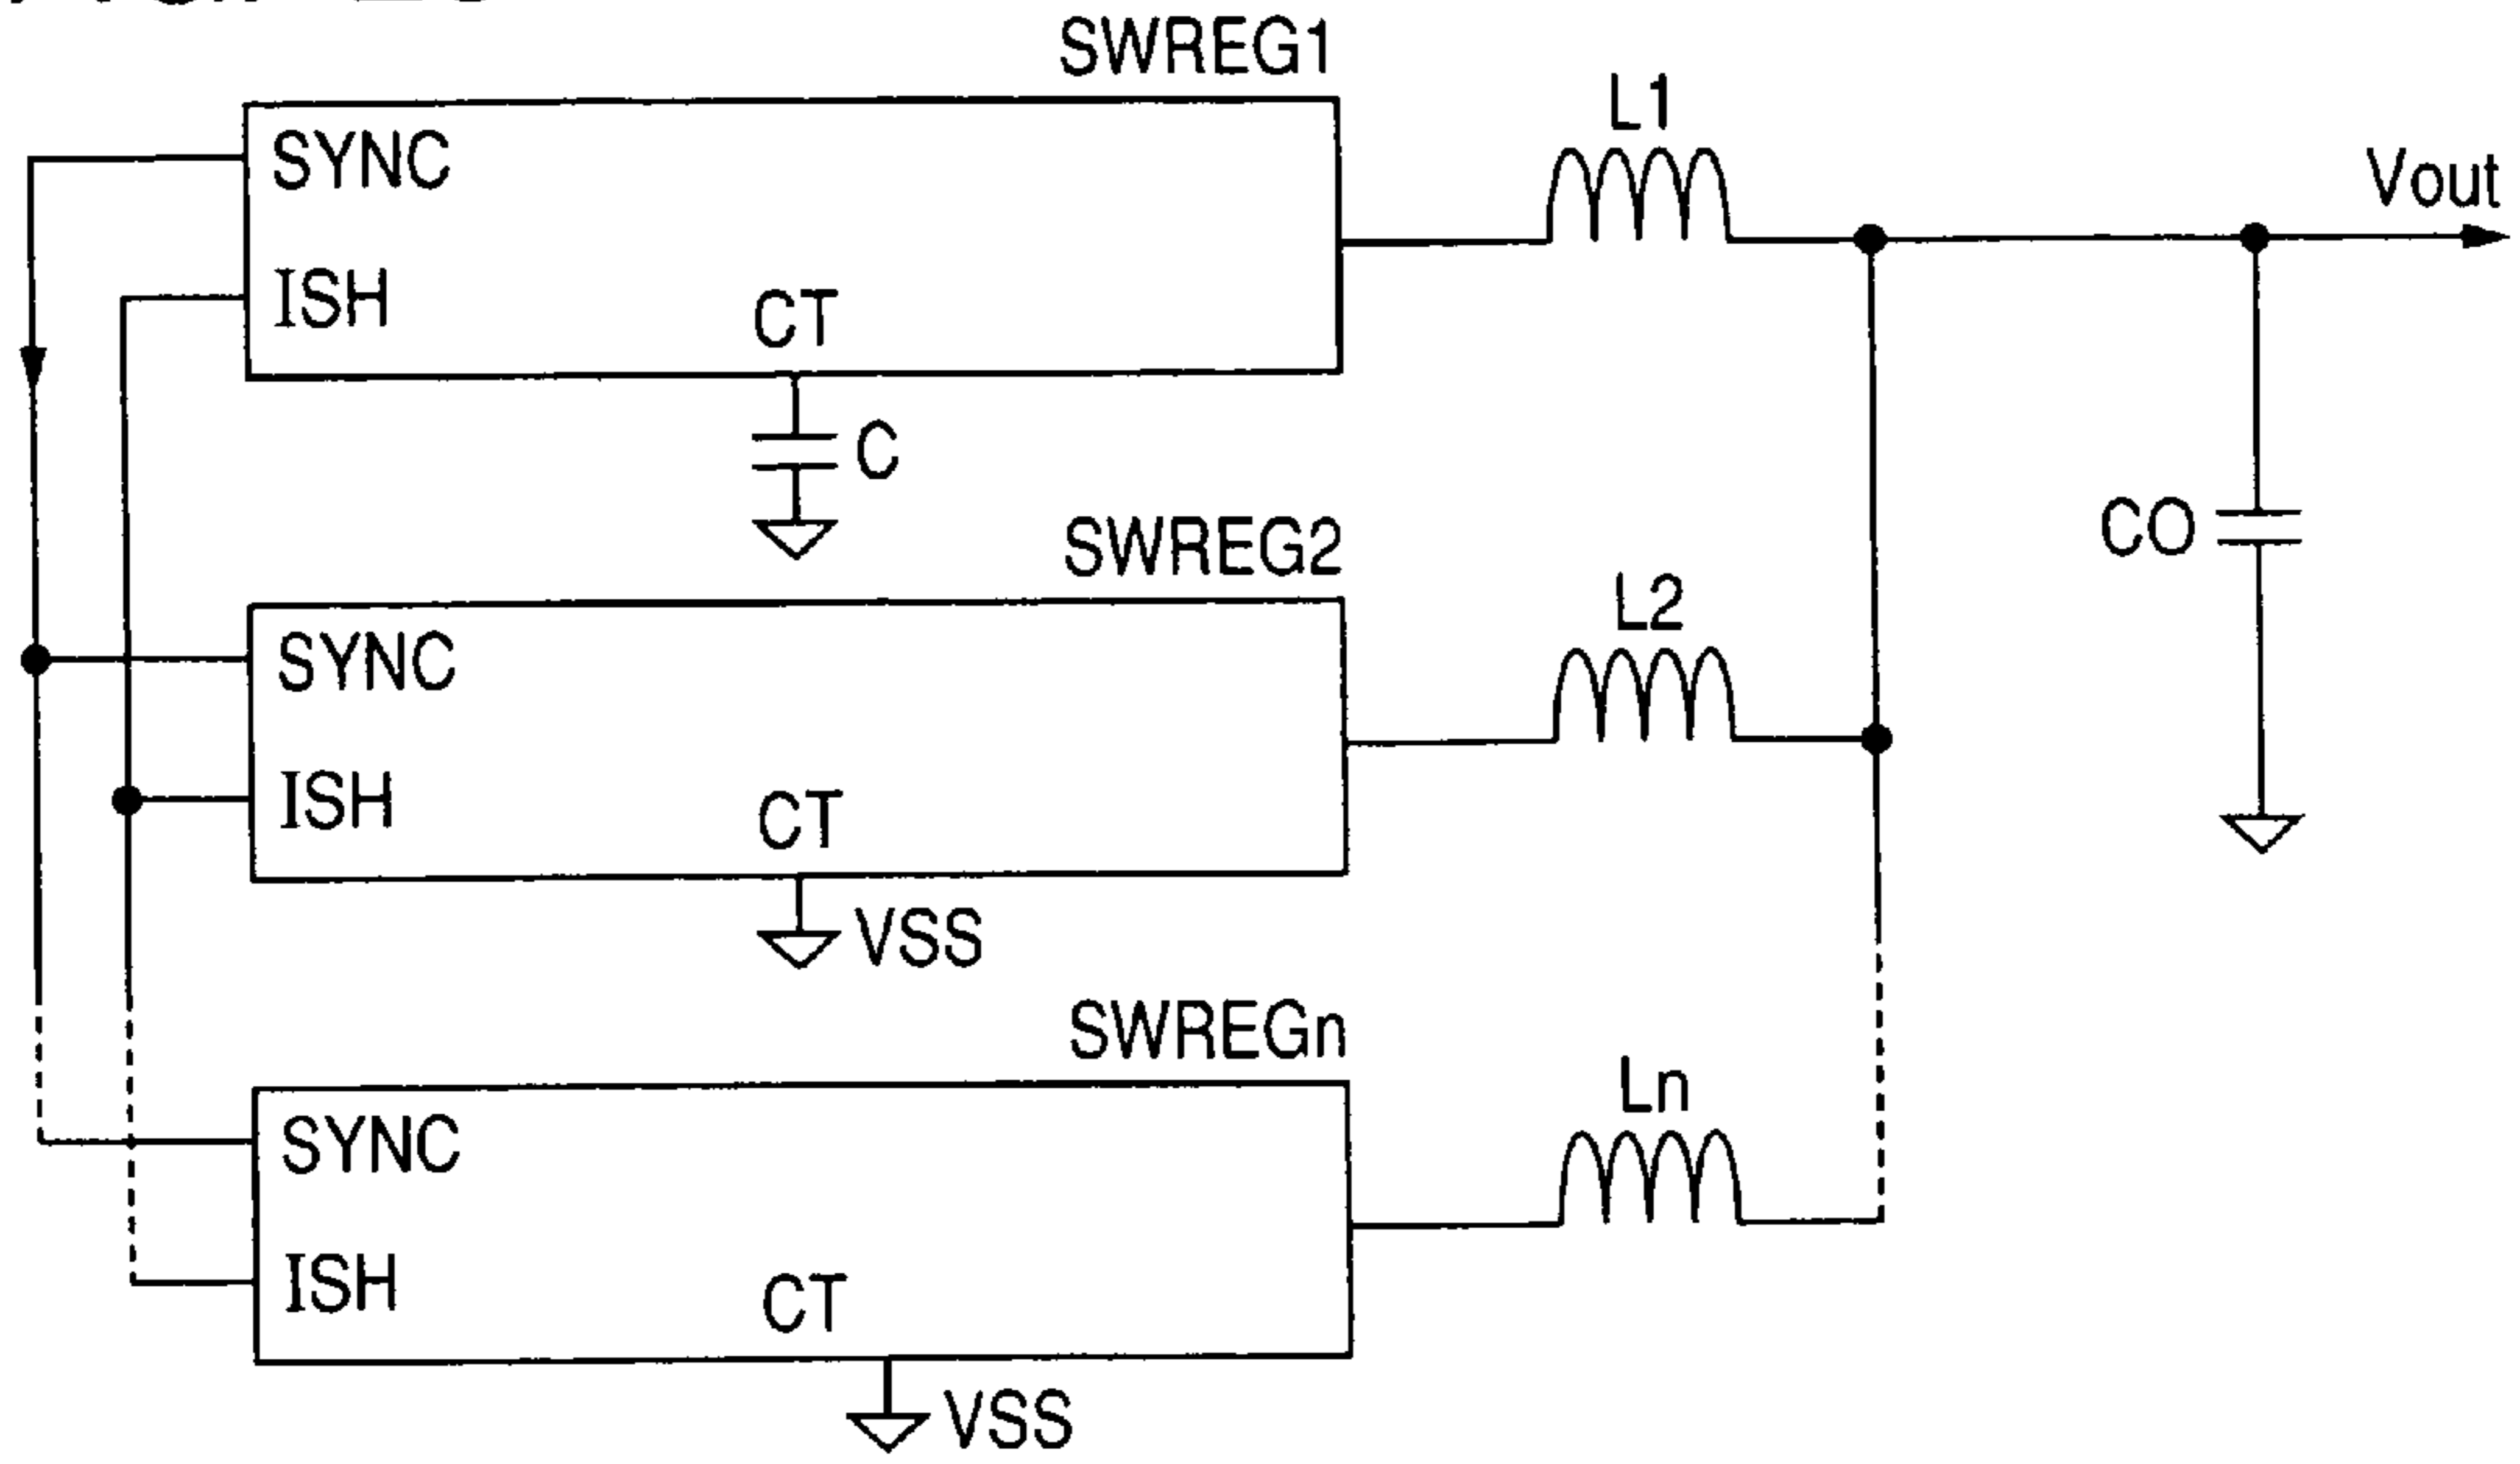 SWREG1
L1
SYNC
Vout
ISH
CT
C
SWREG2
CO
L2
SYNC
ISH
CT
VSS
SWREGn
Ln
SYNC
ISH
CT
VSS